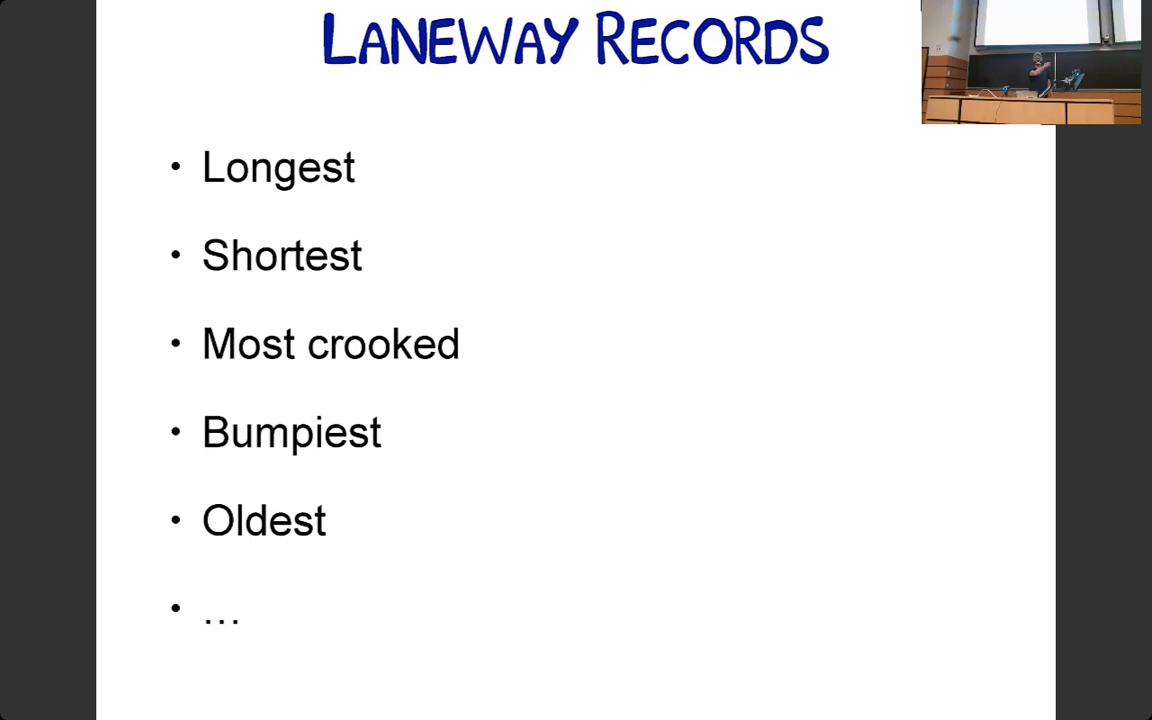 LANEWAY RECORDS
• Longest
• Shortest
• Most crooked
• Bumpiest
• Oldest
• …